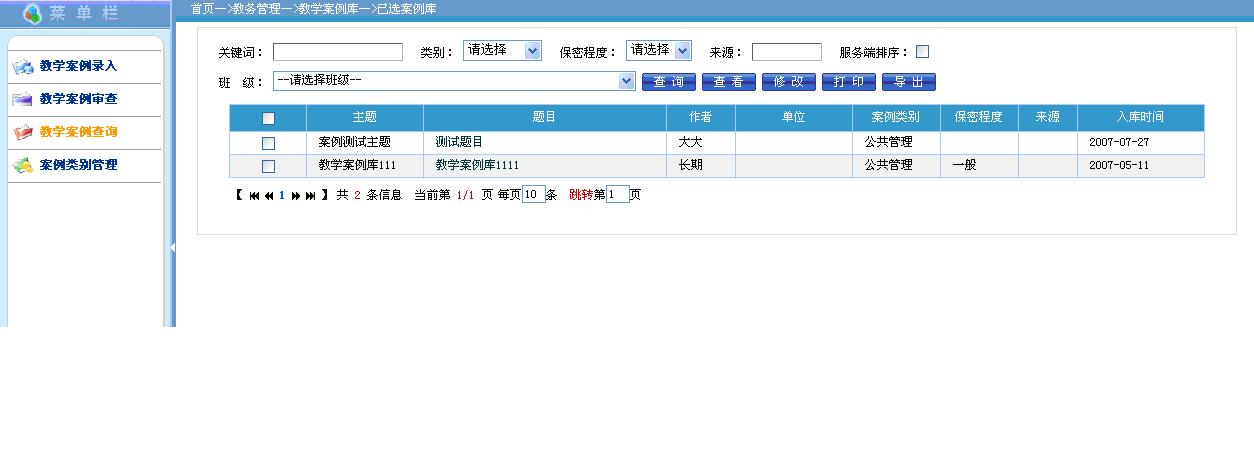 菜 单 栏
教学案例录入
教学案例审查
教学案例查询
案例类别管理
首页—>教务管理—>教学案例库—>已选案例库
关键词： 类别： 请选择 保密程度： 请选择 来源： 服务端排序：
班 级： --请选择班级-- 查 询 查 看 修 改 打 印 导 出
主题 题目 作者 单位 案例类别 保密程度 来源 入库时间
案例测试主题 测试题目 大大 公共管理 2007-07-27
教学案例库111 教学案例库1111 长期 公共管理 一般 2007-05-11
【 1 】 共 2 条信息 当前第 1/1 页 每页10条 跳转第1页